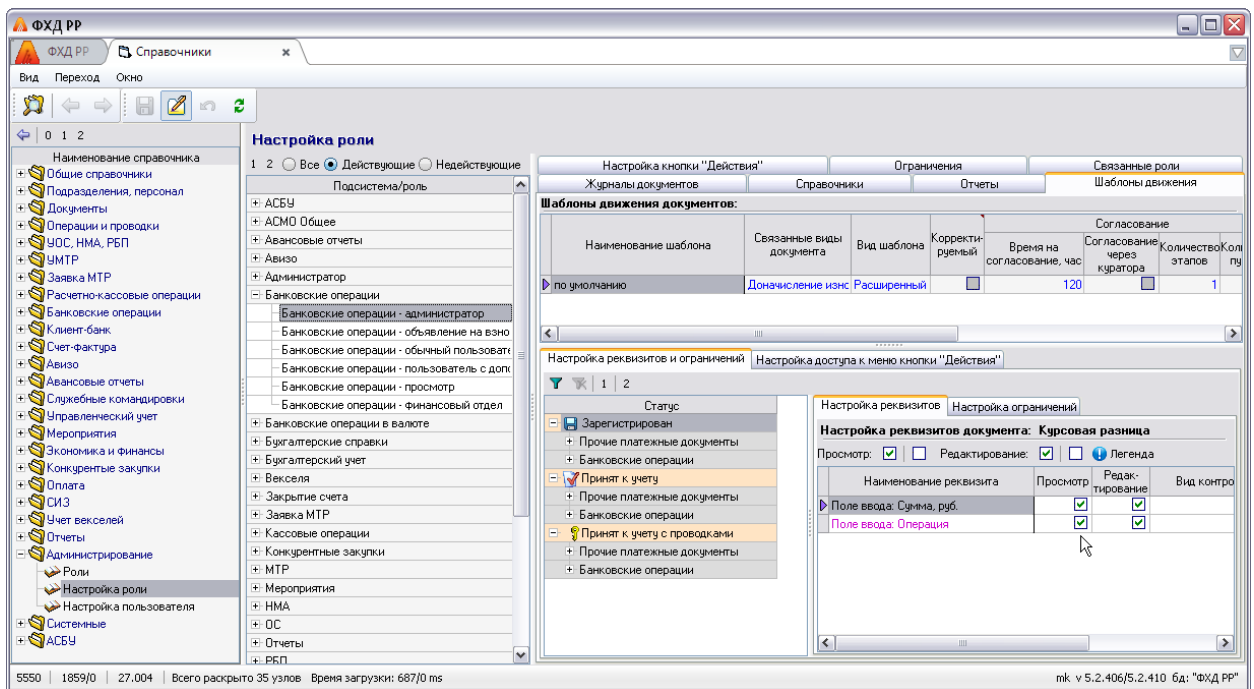 ФХД РР
ФХД РР
Справочники
Вид Переход Окно
0 1 2
Наименование справочника
Общие справочники
Подразделения, персонал
Документы
Операции и проводки
УОС, НМА, РБП
УМТР
Заявка МТР
Расчетно-кассовые операции
Банковские операции
Клиент-банк
Счет-фактура
Авизо
Авансовые отчеты
Служебные командировки
Управленческий учет
Мероприятия
Экономика и финансы
Конкурентные закупки
Оплата
СИЗ
Учет векселей
Отчеты
Администрирование
Роли
Настройка роли
Настройка пользователя
Системные
АСБУ
Настройка роли
1 2 Все Действующие Недействующие
Подсистема/роль
АСБУ
АСМО Общее
Авансовые отчеты
Авизо
Администратор
Банковские операции
Банковские операции - администратор
Банковские операции - объявление на взно
Банковские операции - обычный пользовате
Банковские операции - пользователь с допо
Банковские операции - просмотр
Банковские операции - финансовый отдел
Банковские операции в валюте
Бухгалтерские справки
Бухгалтерский учет
Векселя
Закрытие счета
Заявка МТР
Кассовые операции
Конкурентные закупки
МТР
Мероприятия
НМА
ОС
Отчеты
РБП
Настройка кнопки "Действия" Ограничения Связанные роли
Журналы документов Справочники Отчеты Шаблоны движения
Шаблоны движения документов:
Наименование шаблона
Связанные виды документа
Вид шаблона
Корректи-руемый
Согласование
Время на согласование, час
Согласование через куратора
Количество этапов
Кол пу
по умолчанию Доначисление изнс Расширенный 120 1
Настройка реквизитов и ограничений Настройка доступа к меню кнопки "Действия"
1 2
Статус
Зарегистрирован
Прочие платежные документы
Банковские операции
Принят к учету
Прочие платежные документы
Банковские операции
Принят к учету с проводками
Прочие платежные документы
Банковские операции
Настройка реквизитов Настройка ограничений
Настройка реквизитов документа: Курсовая разница
Просмотр: Редактирование: Легенда
Наименование реквизита Просмотр Редак-тирование Вид контро
Поле ввода: Сумма, руб.
Поле ввода: Операция
5550 1859/0 27.004 Всего раскрыто 35 узлов Время загрузки: 687/0 ms mk v 5.2.406/5.2.410 бд: "ФХД РР"